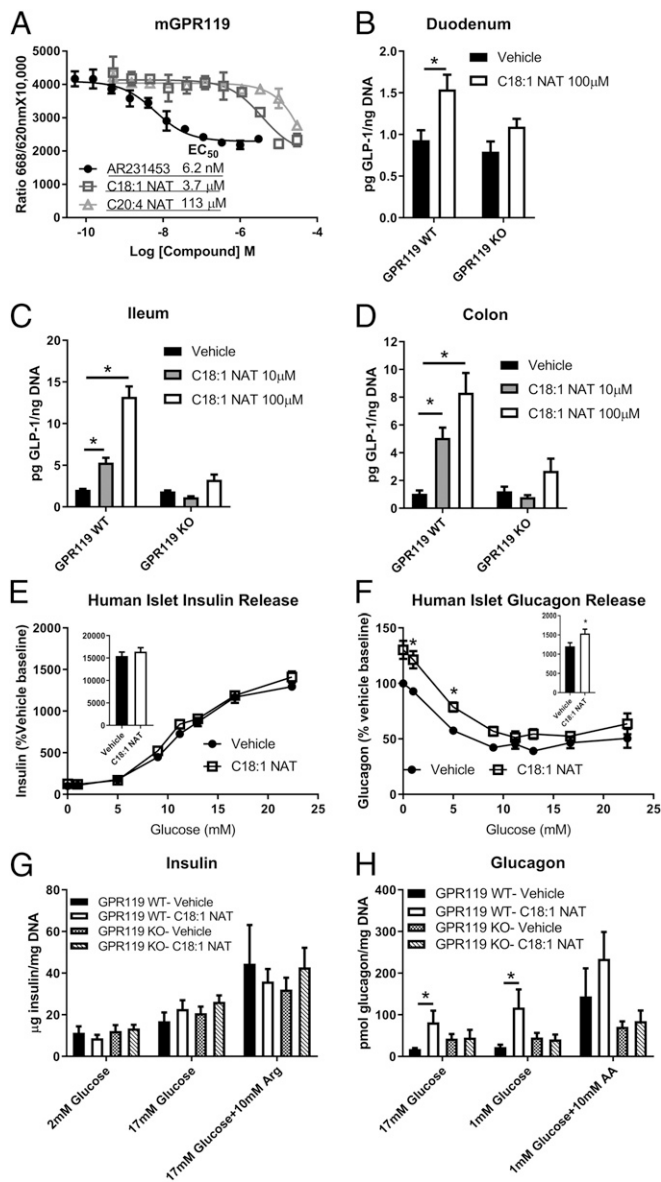 A
mGPR119
Ratio 668/620nmX10,000
5000
4000
3000
2000
1000
0
EC50
AR231453 6.2 nM
C18:1 NAT 3.7 μM
C20:4 NAT 113 μM
-10 -8 -6 -4
Log [Compound] M
B
Duodenum
pg GLP-1/ng DNA
2.0
1.5
1.0
0.5
0.0
*
Vehicle
C18:1 NAT 100μM
GPR119 WT
GPR119 KO
C
Ileum
pg GLP-1/ng DNA
20
15
10
5
0
*
*
Vehicle
C18:1 NAT 10μM
C18:1 NAT 100μM
GPR119 WT
GPR119 KO
D
Colon
pg GLP-1/ng DNA
12
10
8
6
4
2
0
*
*
Vehicle
C18:1 NAT 10μM
C18:1 NAT 100μM
GPR119 WT
GPR119 KO
E
Human Islet Insulin Release
Insulin (%Vehicle baseline)
2000
1500
1000
500
0
20000
15000
10000
5000
0
Vehicle
C18:1 NAT
Vehicle
C18:1 NAT
0 5 10 15 20 25
Glucose (mM)
F
Human Islet Glucagon Release
Glucagon (% vehicle baseline)
200
150
100
50
0
*
*
2000
1500
1000
500
0
*
Vehicle
C18:1 NAT
Vehicle
C18:1 NAT
0 5 10 15 20 25
Glucose (mM)
G
Insulin
μg insulin/mg DNA
80
60
40
20
0
GPR119 WT- Vehicle
GPR119 WT- C18:1 NAT
GPR119 KO- Vehicle
GPR119 KO- C18:1 NAT
2mM Glucose
17mM Glucose
17mM Glucose+10mM Arg
H
Glucagon
pmol glucagon/mg DNA
400
300
200
100
0
GPR119 WT- Vehicle
GPR119 WT- C18:1 NAT
GPR119 KO- Vehicle
GPR119 KO- C18:1 NAT
*
*
17mM Glucose
1mM Glucose
1mM Glucose+10mM AA